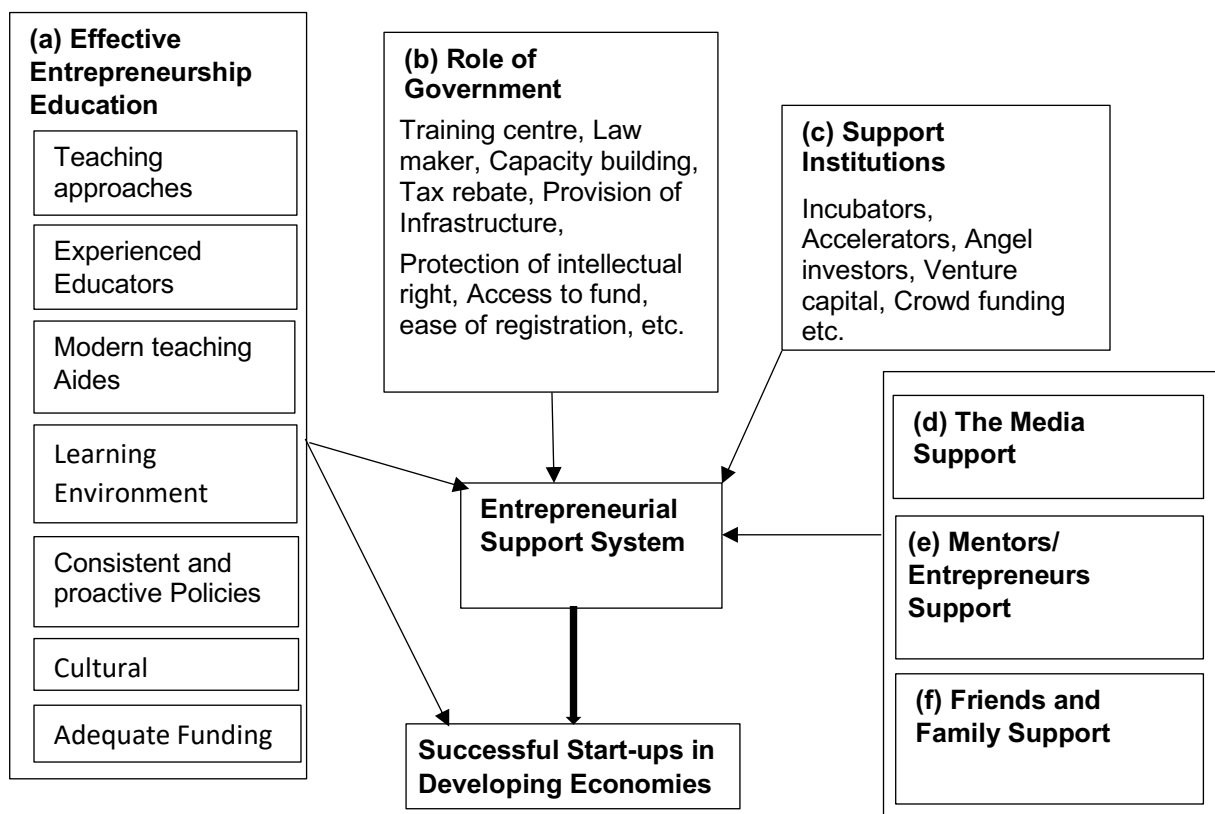 (a) Effective
Entrepreneurship
Education
Teaching
approaches
Experienced
Educators
Modern teaching
Aides
Learning
Environment
Consistent and
proactive Policies
Cultural
Adequate Funding
(b) Role of
Government
Training centre, Law
maker, Capacity building,
Tax rebate, Provision of
Infrastructure,
Protection of intellectual
right, Access to fund,
ease of registration, etc.
(c) Support
Institutions
Incubators,
Accelerators, Angel
investors, Venture
capital, Crowd funding
etc.
(d) The Media
Support
(e) Mentors/
Entrepreneurs
Support
(f) Friends and
Family Support
Entrepreneurial
Support System
Successful Start-ups in
Developing Economies